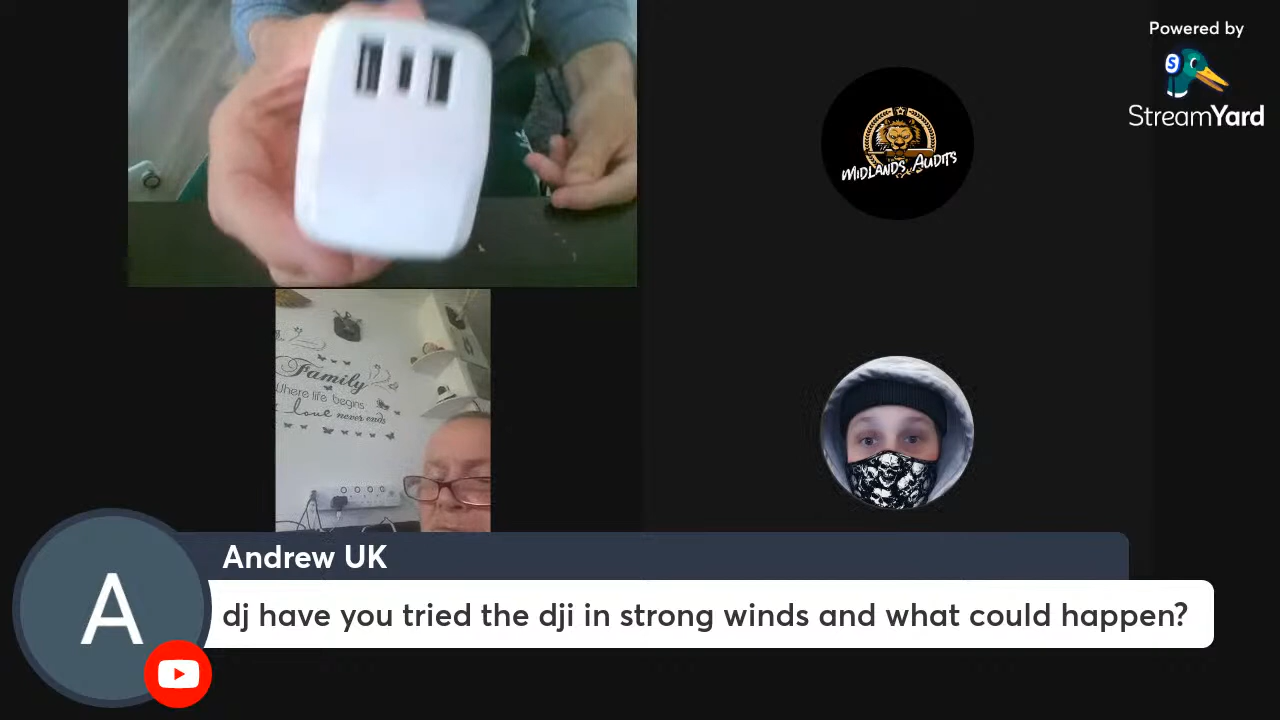 Powered by
StreamYard
MIDLANDS AUDITS
Family
Where life begins
love never ends
Andrew UK
A
dj have you tried the dji in strong winds and what could happen?